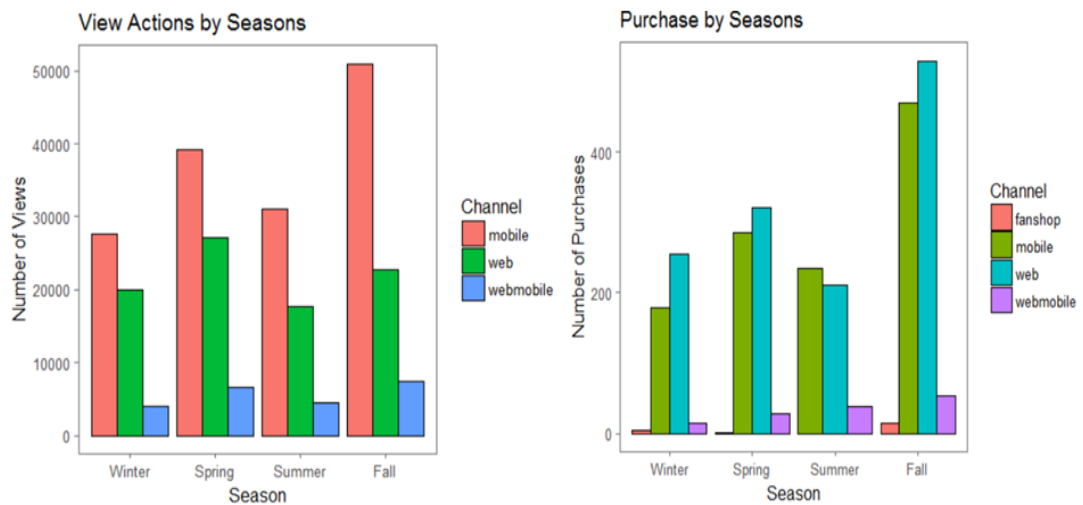 View Actions by Seasons
Number of Views
50000
40000
30000
20000
10000
0
Winter Spring Summer Fall
Season
Channel
mobile
web
webmobile
Purchase by Seasons
Number of Purchases
400
200
0
Winter Spring Summer Fall
Season
Channel
fanshop
mobile
web
webmobile